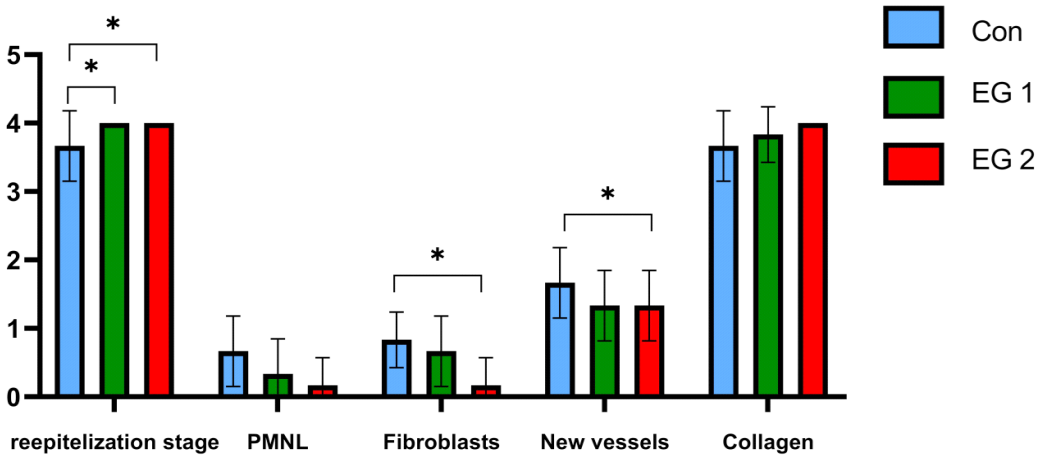 *
*
*
*
5
4
3
2
1
0
reepitelization stage
PMNL
Fibroblasts
New vessels
Collagen
Con
EG 1
EG 2